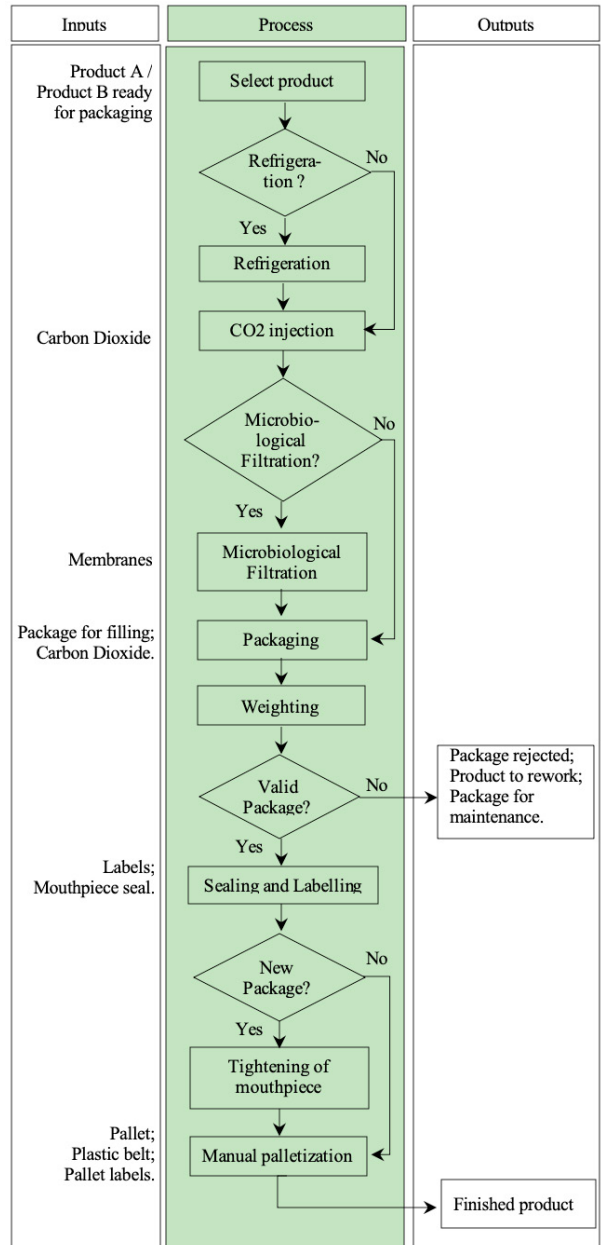 Inputs
Process
Outputs
Product A /
Product B ready
for packaging
Select product
Refrigera-
tion ?
No
Yes
Refrigeration
Carbon Dioxide
CO2 injection
Microbio-
logical
Filtration?
No
Yes
Membranes
Microbiological
Filtration
Package for filling;
Carbon Dioxide.
Packaging
Weighting
Valid
Package?
No
Package rejected;
Product to rework;
Package for
maintenance.
Yes
Labels;
Mouthpiece seal.
Sealing and Labelling
New
Package?
No
Yes
Tightening of
mouthpiece
Pallet;
Plastic belt;
Pallet labels.
Manual palletization
Finished product